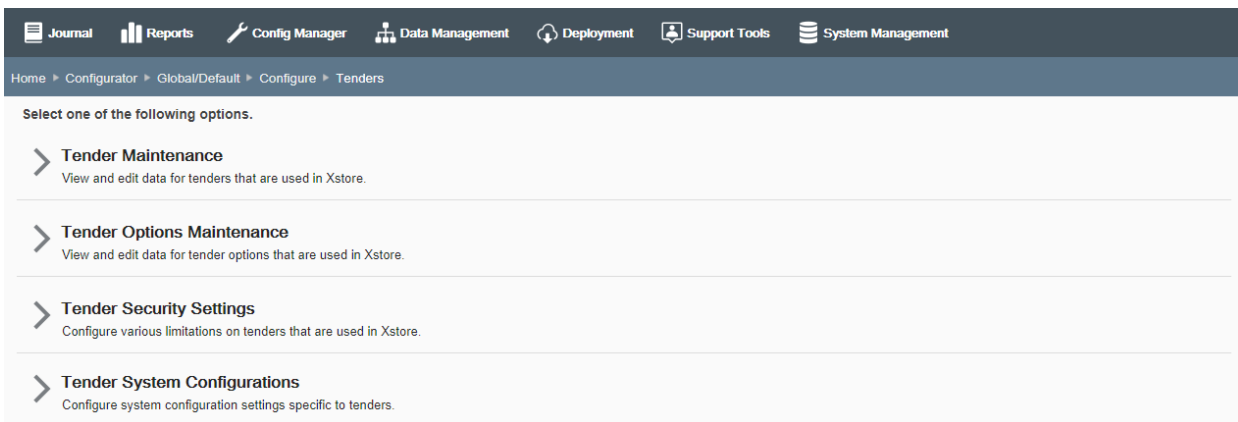 Journal Reports Config Manager Data Management Deployment Support Tools System Management
Home ▸ Configurator ▸ Global/Default ▸ Configure ▸ Tenders
Select one of the following options.
Tender Maintenance
View and edit data for tenders that are used in Xstore.
Tender Options Maintenance
View and edit data for tender options that are used in Xstore.
Tender Security Settings
Configure various limitations on tenders that are used in Xstore.
Tender System Configurations
Configure system configuration settings specific to tenders.